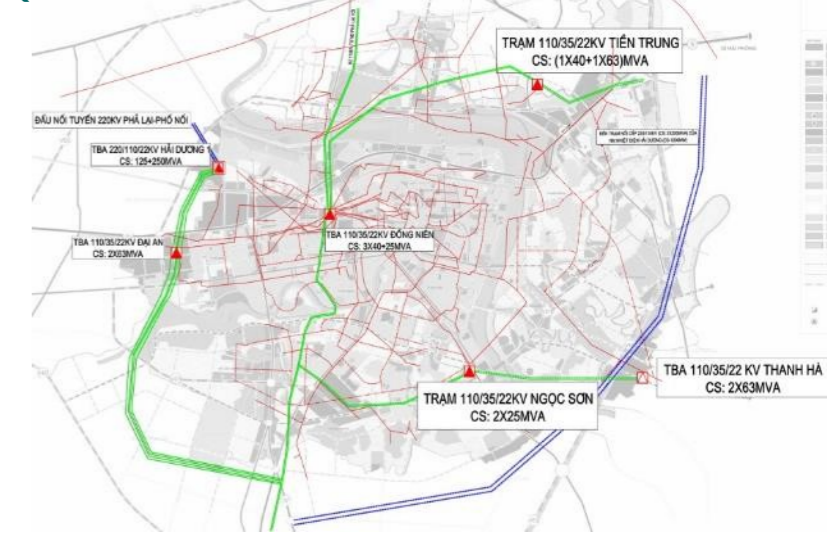 TRẠM 110/35/22KV TIỀN TRUNG
CS: (1X40+1X63)MVA
ĐẤU NỐI TUYẾN 220KV PHẢ LẠI-PHỐ NỐI
TBA 220/110/22KV HẢI DƯƠNG 1
CS: 125+250MVA
TBA 110/35/22KV ĐỒNG NIÊN
CS: 3X40+25MVA
TBA 110/35/22KV ĐẠI AN
CS: 2X63MVA
TBA 110/35/22 KV THANH HÀ
CS: 2X63MVA
TRẠM 110/35/22KV NGỌC SƠN
CS: 2X25MVA